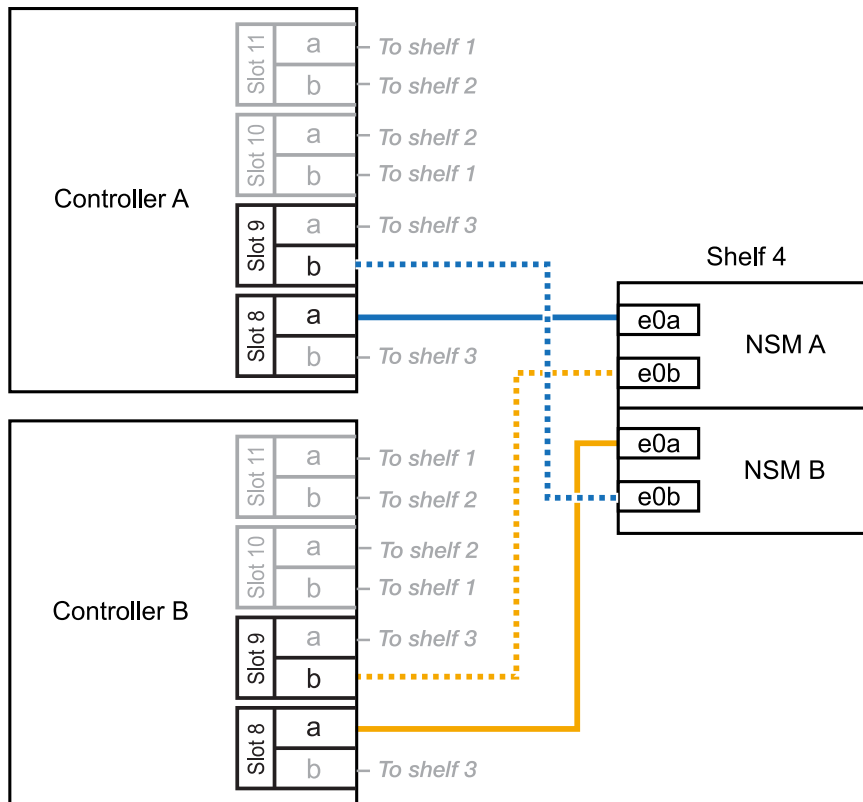 Controller A
Slot 11
a
To shelf 1
b
To shelf 2
Slot 10
a
To shelf 2
b
To shelf 1
Slot 9
a
To shelf 3
b
Slot 8
a
b
To shelf 3
Controller B
Slot 11
a
To shelf 1
b
To shelf 2
Slot 10
a
To shelf 2
b
To shelf 1
Slot 9
a
To shelf 3
b
Slot 8
a
b
To shelf 3
Shelf 4
e0a
NSM A
e0b
e0a
NSM B
e0b